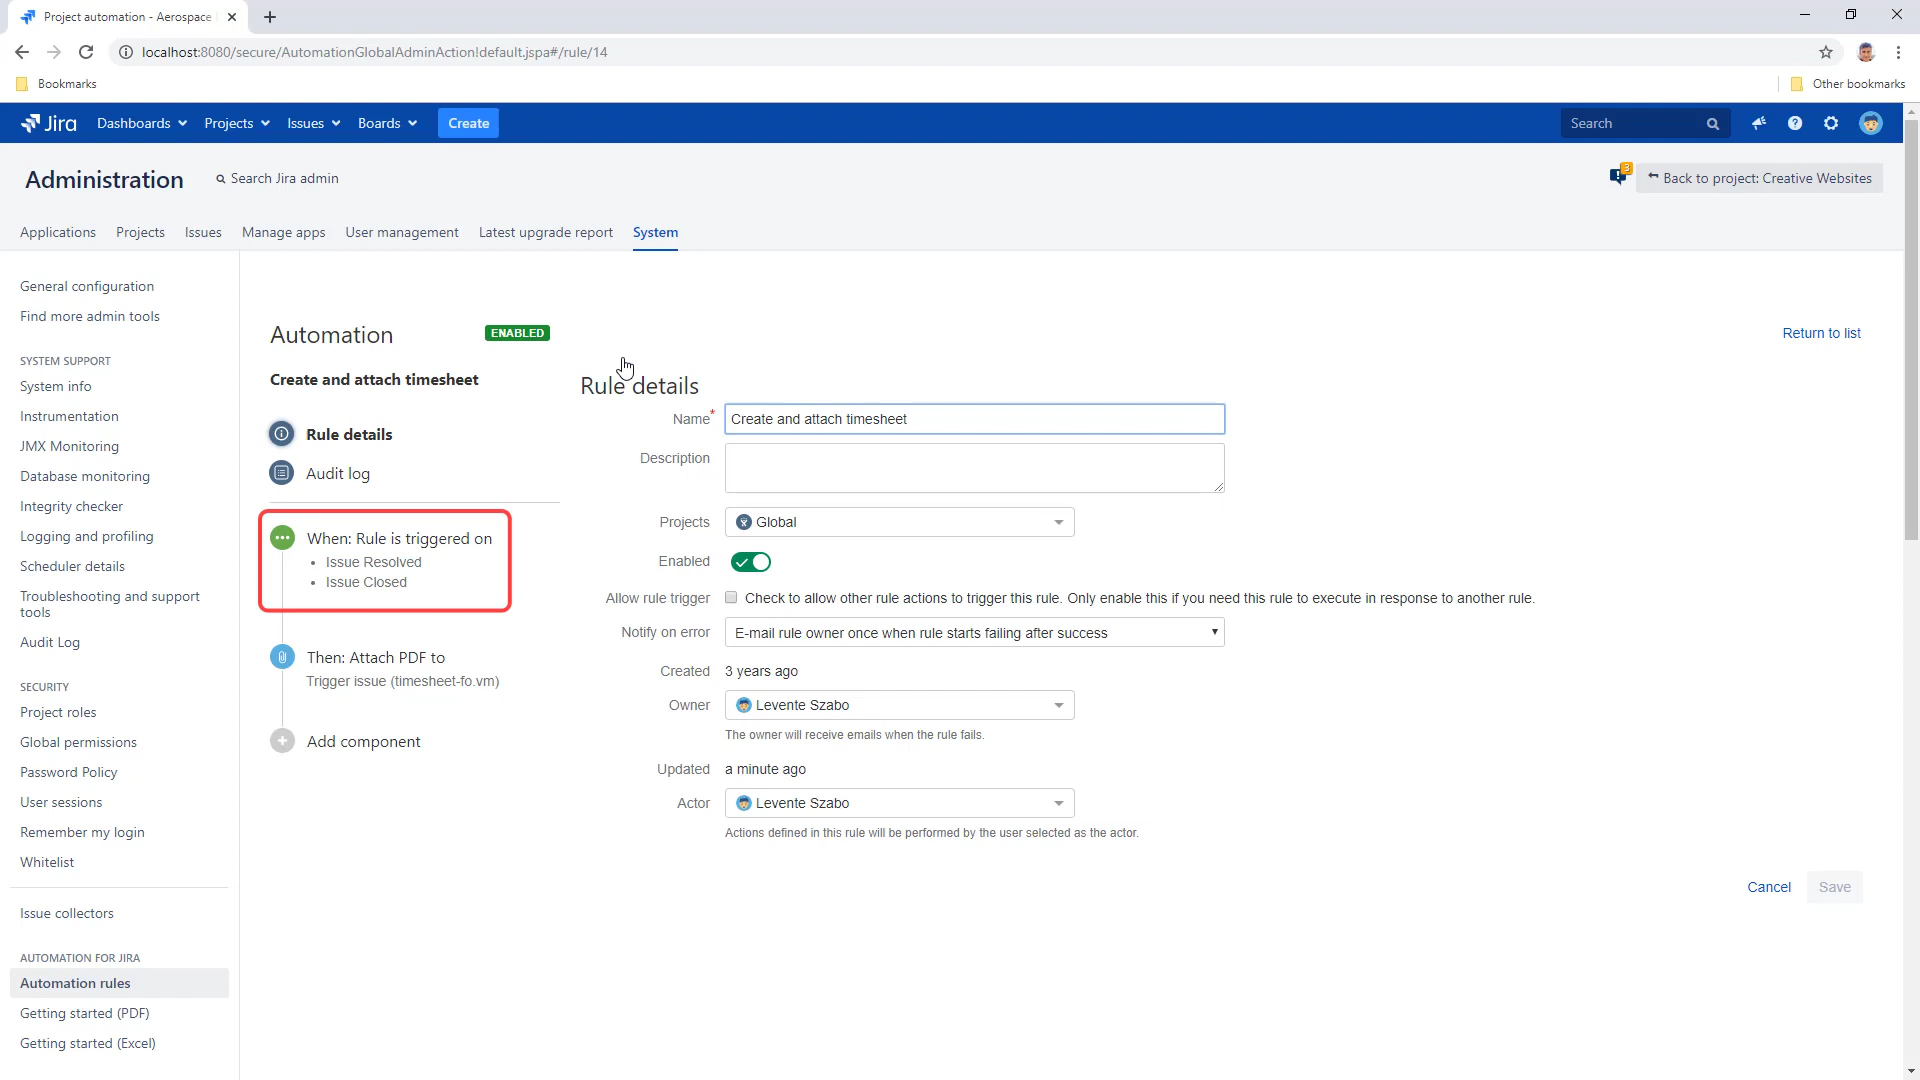 Project automation - Aerospace
localhost:8080/secure/AutomationGlobalAdminAction!default.jspa#/rule/14
Bookmarks
Other bookmarks
Jira
Dashboards
Projects
Issues
Boards
Create
Search
Administration
Search Jira admin
3
Back to project: Creative Websites
Applications
Projects
Issues
Manage apps
User management
Latest upgrade report
System
General configuration
Find more admin tools
SYSTEM SUPPORT
System info
Instrumentation
JMX Monitoring
Database monitoring
Integrity checker
Logging and profiling
Scheduler details
Troubleshooting and support
tools
Audit Log
SECURITY
Project roles
Global permissions
Password Policy
User sessions
Remember my login
Whitelist
Issue collectors
AUTOMATION FOR JIRA
Automation rules
Getting started (PDF)
Getting started (Excel)
Automation
ENABLED
Return to list
Create and attach timesheet
Rule details
Audit log
When: Rule is triggered on
• Issue Resolved
• Issue Closed
Then: Attach PDF to
Trigger issue (timesheet-fo.vm)
Add component
Rule details
Name* Create and attach timesheet
Description
Projects Global
Enabled
Allow rule trigger Check to allow other rule actions to trigger this rule. Only enable this if you need this rule to execute in response to another rule.
Notify on error E-mail rule owner once when rule starts failing after success
Created 3 years ago
Owner Levente Szabo
The owner will receive emails when the rule fails.
Updated a minute ago
Actor Levente Szabo
Actions defined in this rule will be performed by the user selected as the actor.
Cancel
Save